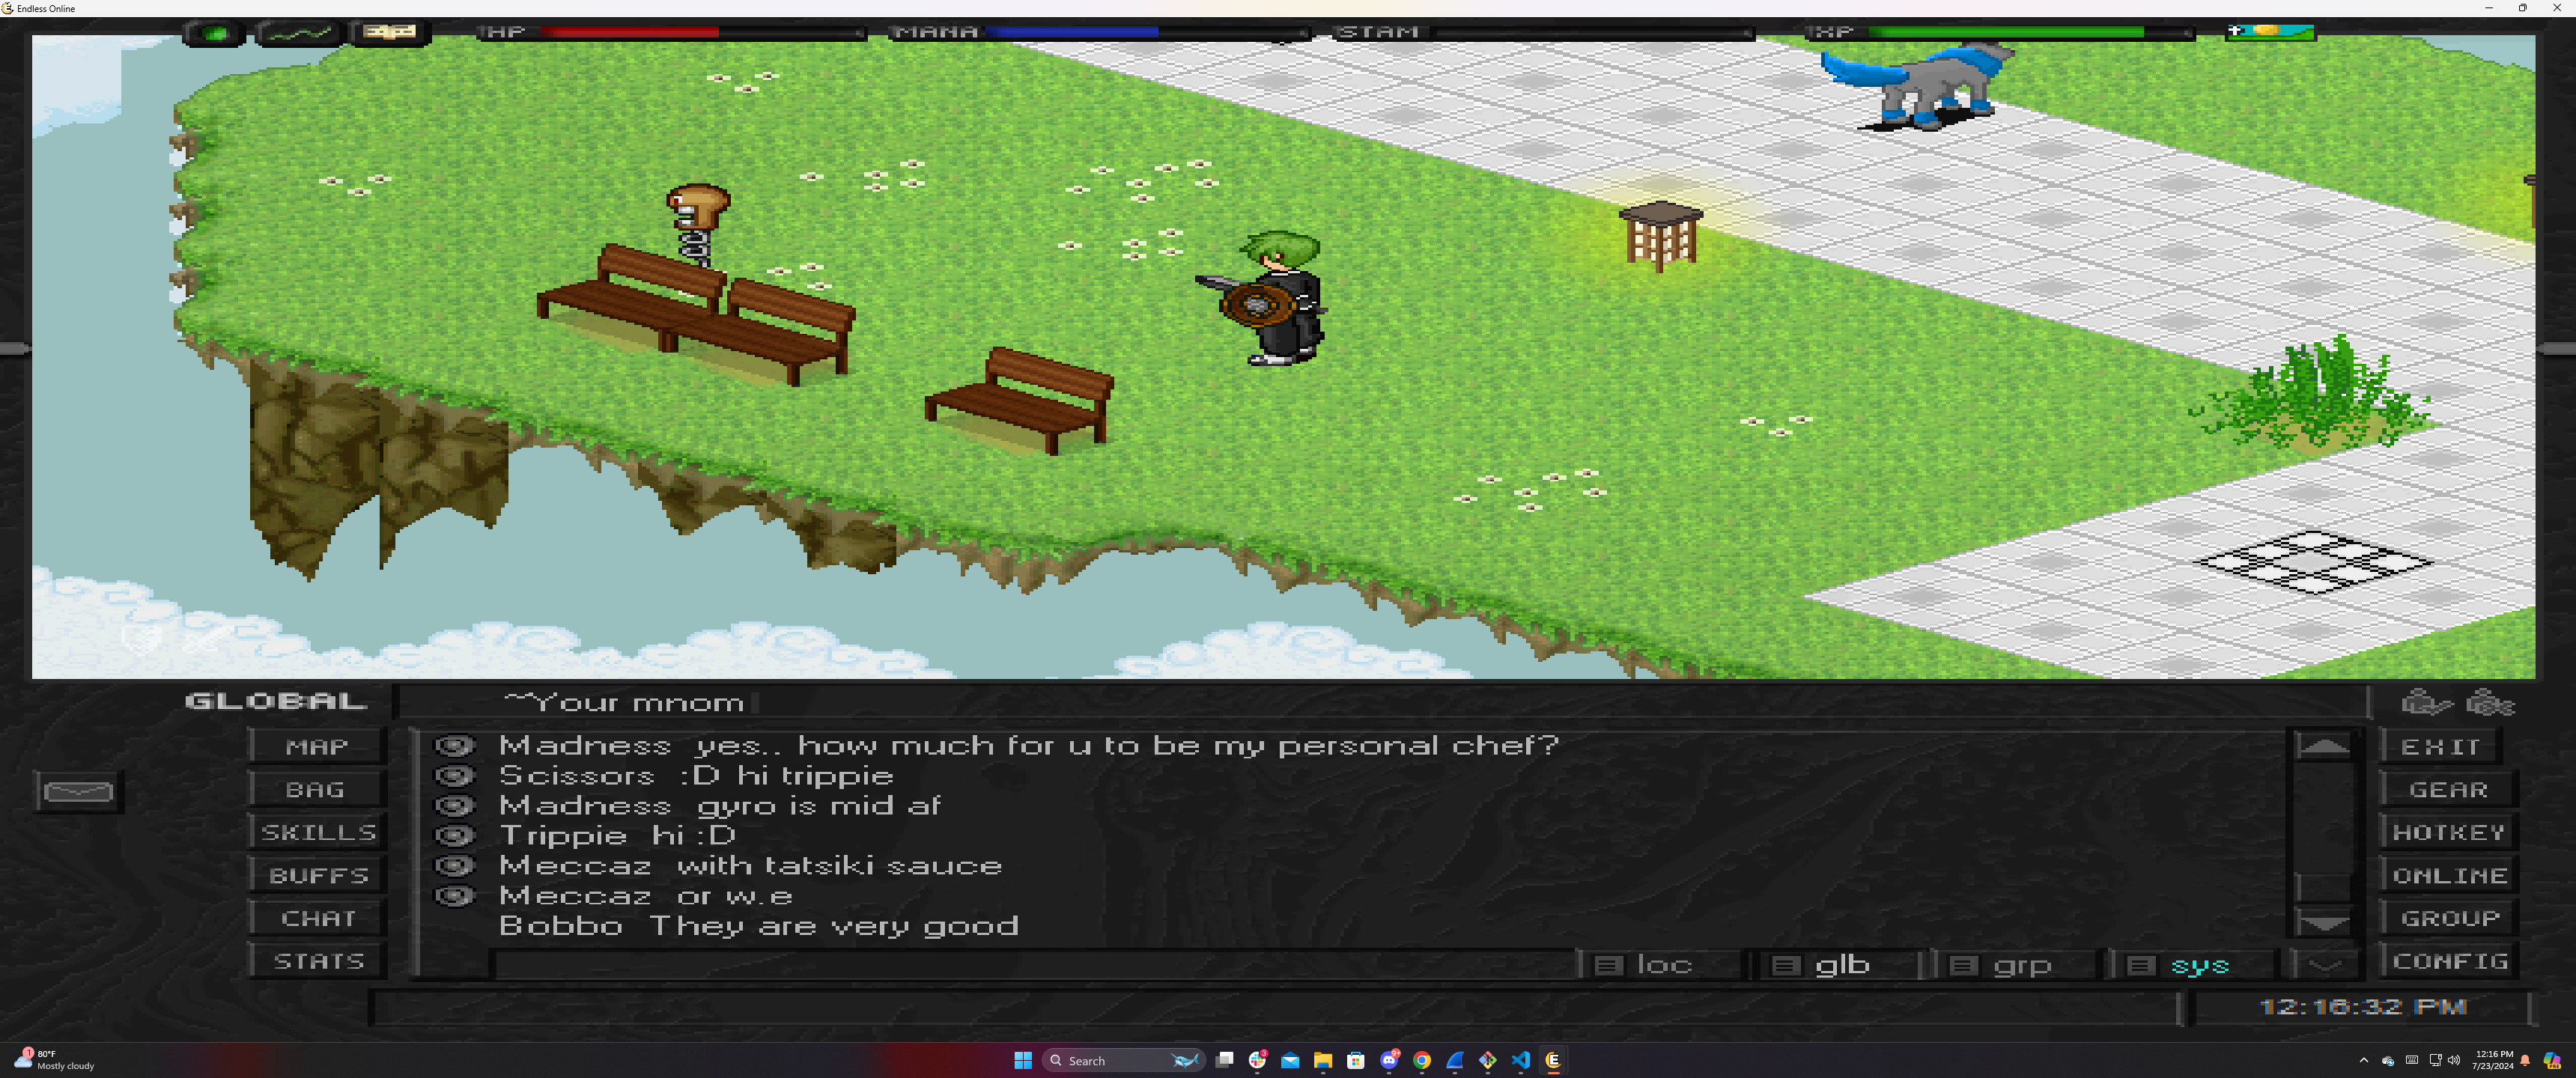 Endless Online
HP
MANA
STAM
XP
GLOBAL
~Your mnom
MAP
BAG
SKILLS
BUFFS
CHAT
STATS
Madness  yes.. how much for u to be my personal chef?
Scissors  :D hi trippie
Madness  gyro is mid af
Trippie  hi :D
Meccaz  with tatsiki sauce
Meccaz  or w.e
Bobbo  They are very good
loc
glb
grp
sys
EXIT
GEAR
HOTKEY
ONLINE
GROUP
CONFIG
12:16:32 PM
1
80°F
Mostly cloudy
Search
3
9+
12:16 PM
7/23/2024